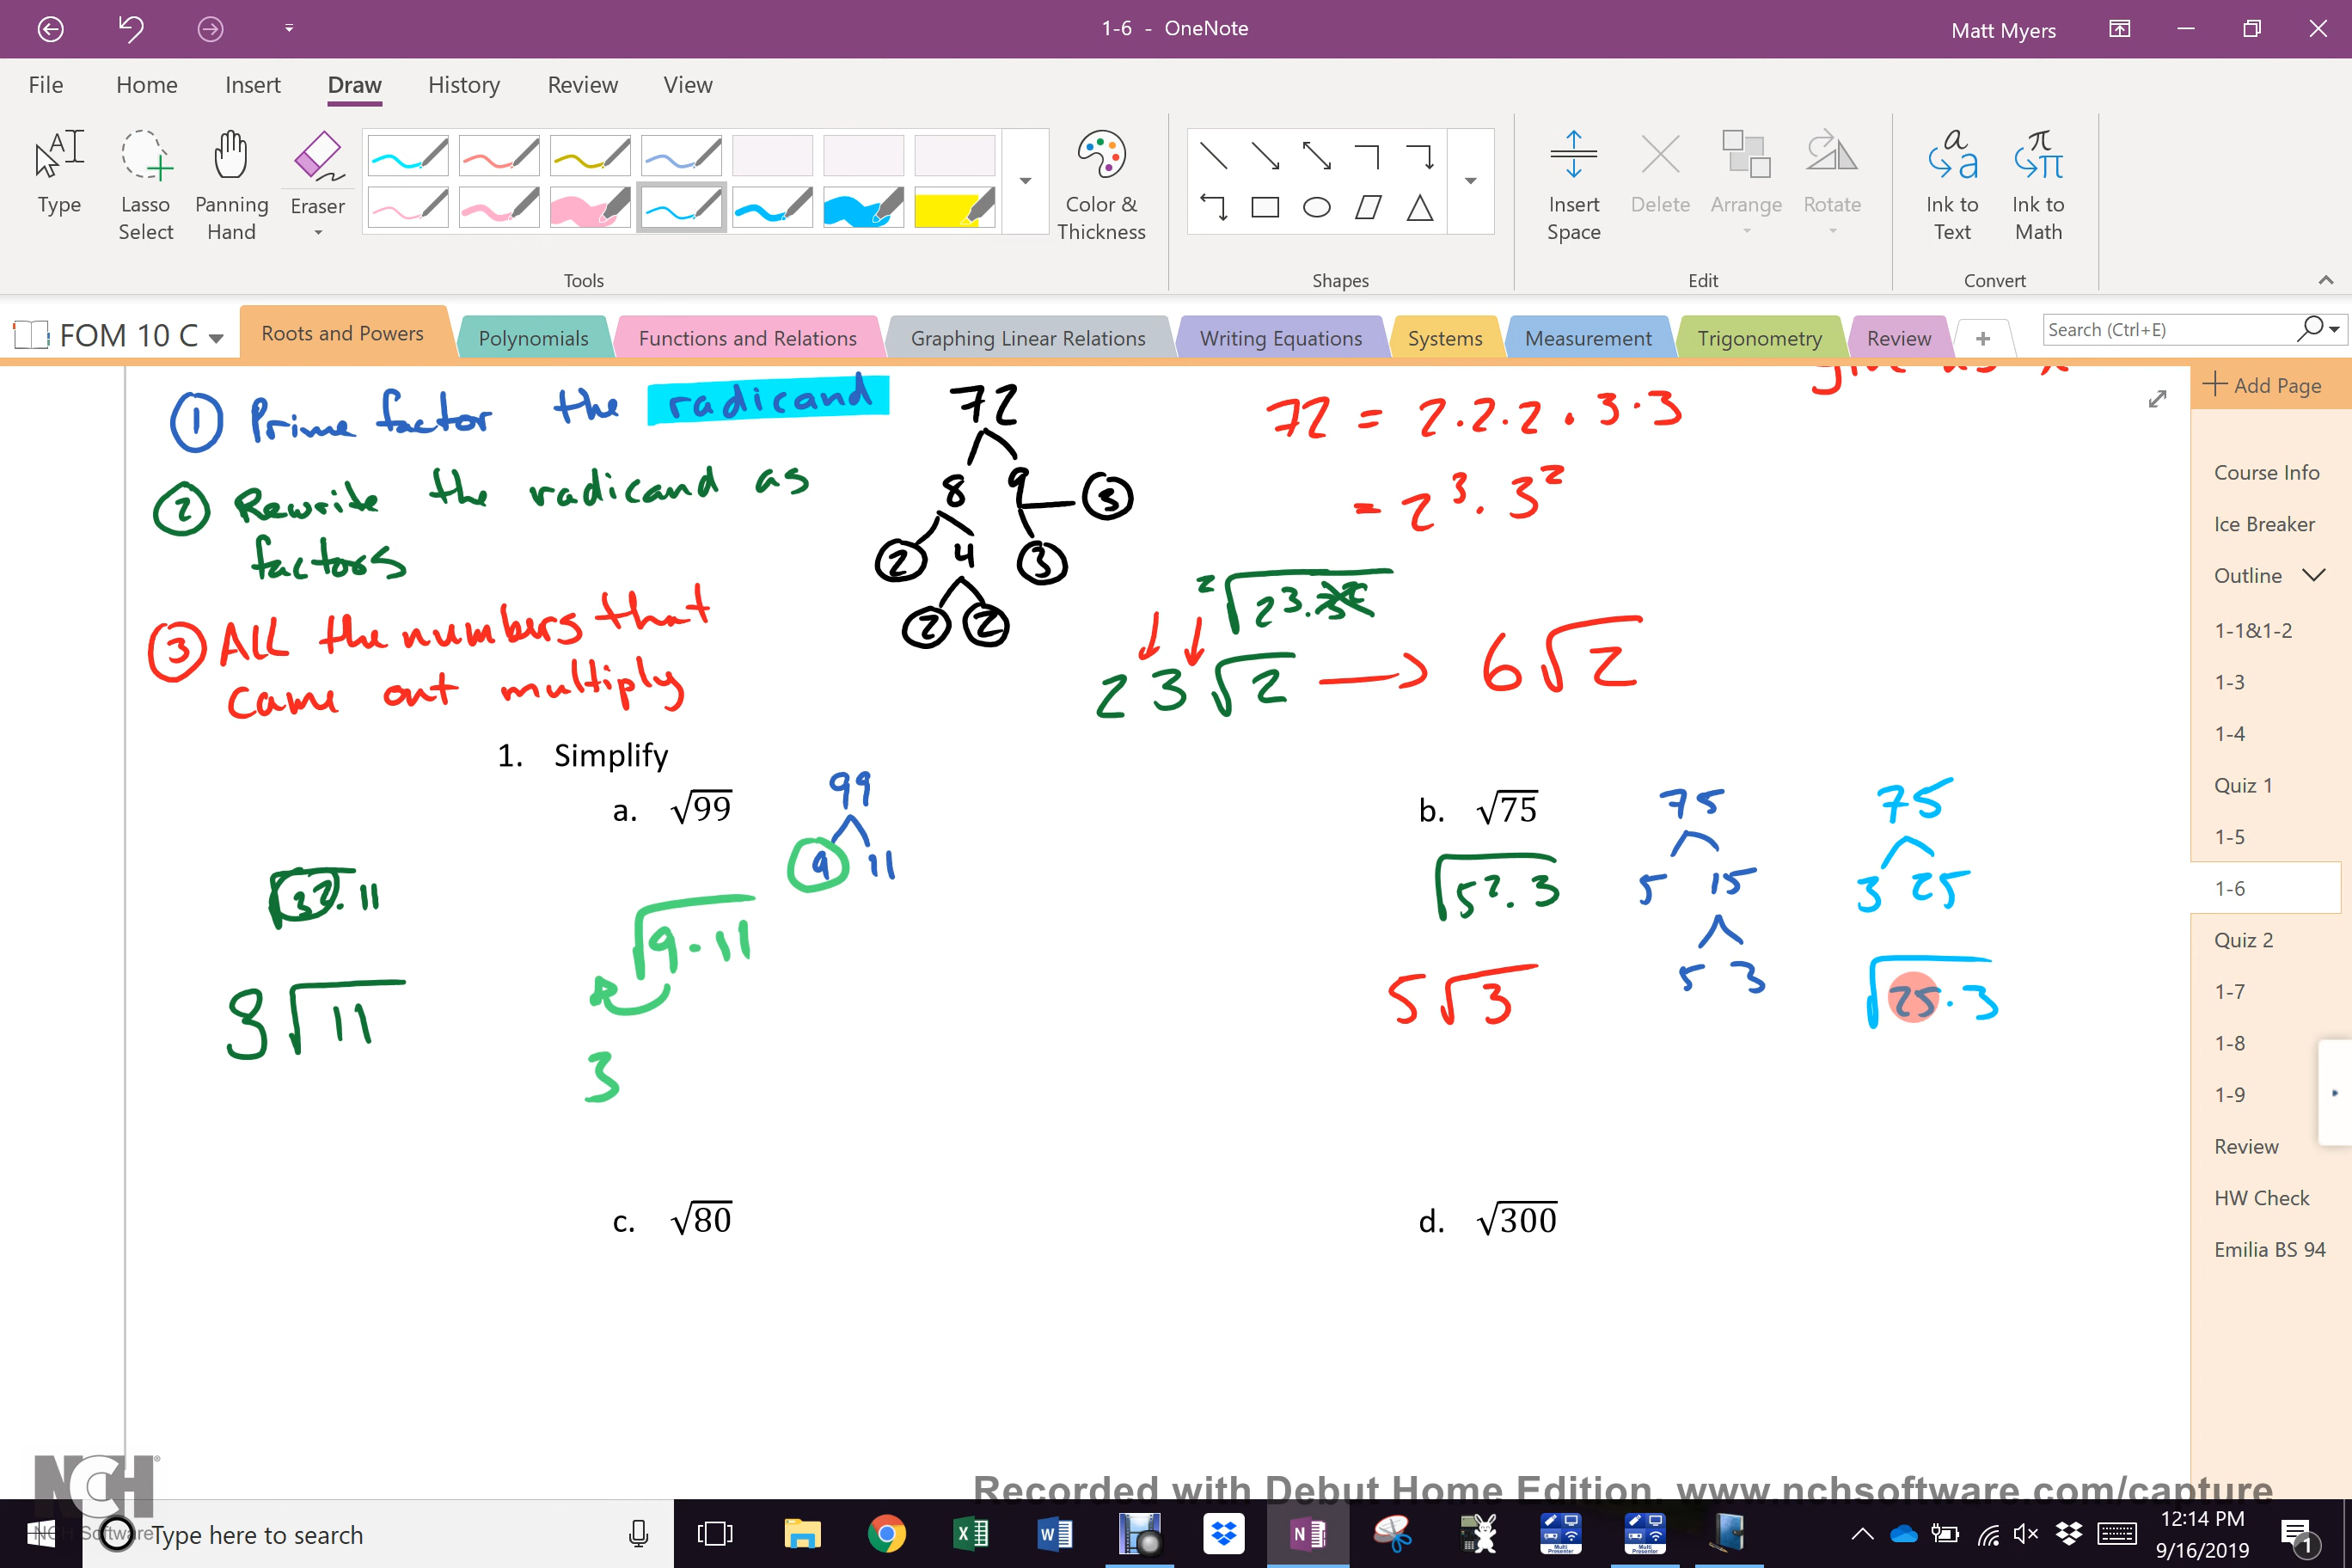 1-6 - OneNote
Matt Myers
File Home Insert Draw History Review View
Type
Lasso Select
Panning Hand
Eraser
Color & Thickness
Insert Space
Delete
Arrange
Rotate
Ink to Text
Ink to Math
Tools
Shapes
Edit
Convert
FOM 10 C
Roots and Powers
Polynomials
Functions and Relations
Graphing Linear Relations
Writing Equations
Systems
Measurement
Trigonometry
Review
Search (Ctrl+E)
Add Page
Course Info
Ice Breaker
Outline
1-1&1-2
1-3
1-4
Quiz 1
1-5
1-6
Quiz 2
1-7
1-8
1-9
Review
HW Check
Emilia BS 94
① Prime factor the radicand
② Rewrite the radicand as
factors
③ ALL the numbers that
came out multiply
72
8 9 3
2 4 3
2 2
72 = 2.2.2 . 3.3
= 2³ . 3²
²√2³.3²
2 3 √2 → 6√2
1. Simplify
a. √99
99
9 11
√3².11
√9.11
3√11
3
b. √75
75
5 15
5 3
75
3 25
√5².3
5√3
√25.3
c. √80
d. √300
NCH
NCH Software
Recorded with Debut Home Edition. www.nchsoftware.com/capture
Type here to search
12:14 PM
9/16/2019
1